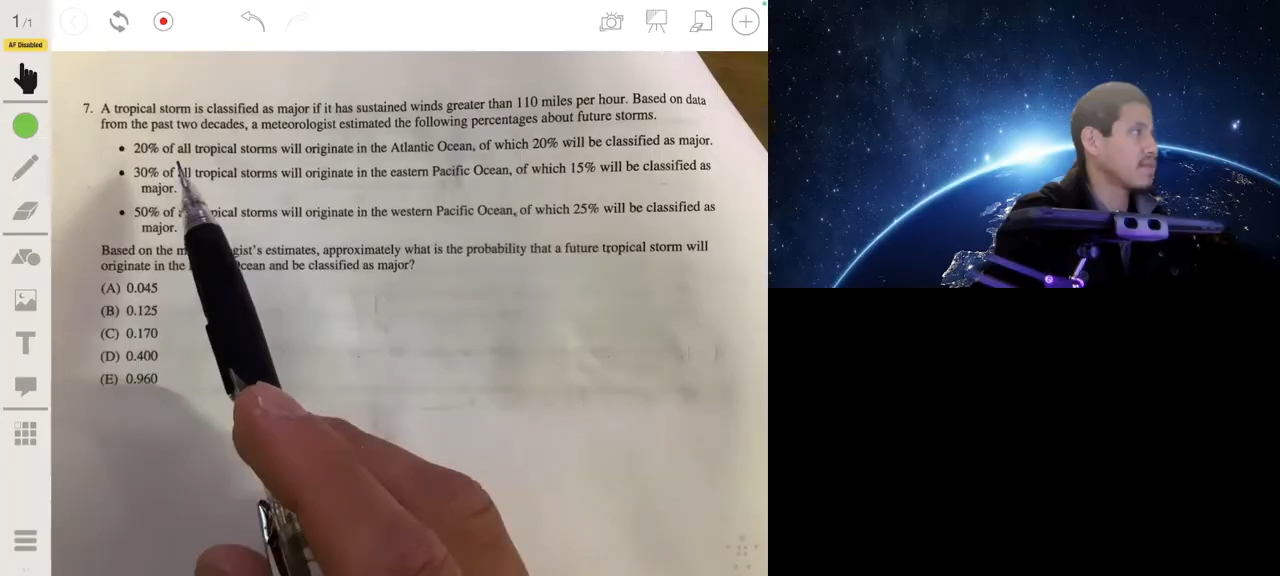 1/1
AF Disabled
7. A tropical storm is classified as major if it has sustained winds greater than 110 miles per hour. Based on data
from the past two decades, a meteorologist estimated the following percentages about future storms.
• 20% of all tropical storms will originate in the Atlantic Ocean, of which 20% will be classified as major.
• 30% of all tropical storms will originate in the eastern Pacific Ocean, of which 15% will be classified as
major.
• 50% of storms will originate in the western Pacific Ocean, of which 25% will be classified as
major.
Based on the estimates, approximately what is the probability that a future tropical storm will
originate in the and be classified as major?
(A) 0.045
(B) 0.125
(C) 0.170
(D) 0.400
(E) 0.960
T